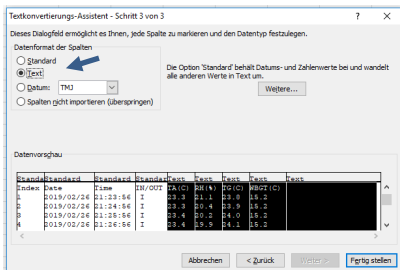 Textkonvertierungs-Assistent - Schritt 3 von 3 ? ×
Dieses Dialogfeld ermöglicht es Ihnen, jede Spalte zu markieren und den Datentyp festzulegen.
Datenformat der Spalten
Standard
Text
Datum: TMJ
Spalten nicht importieren (überspringen)
Die Option 'Standard' behält Datums- und Zahlenwerte bei und wandelt
alle anderen Werte in Text um.
Weitere...
Datenvorschau
Standa Standard Standard Standar Text Text Text Text Text
Index Date Time IN/OUT TA(C) RH(%) TG(C) WBGT(C)
1 2019/02/26 21:23:56 I 23.3 21.1 23.8 15.2
2 2019/02/26 21:24:56 I 23.3 20.4 23.9 15.2
3 2019/02/26 21:25:56 I 23.4 20.2 24.0 15.2
4 2019/02/26 21:26:56 I 23.4 19.9 24.1 15.2
Abbrechen < Zurück Weiter > Fertig stellen